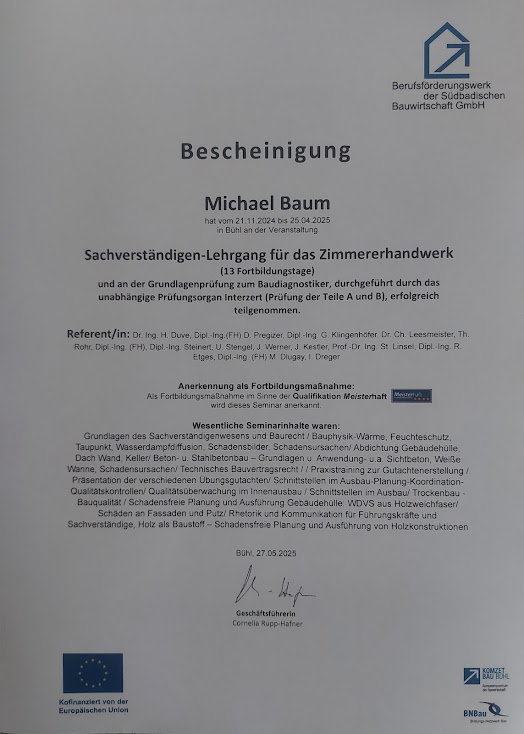 Berufsförderungswerk
der Südbadischen
Bauwirtschaft GmbH
Bescheinigung
Michael Baum
hat vom 21.11.2024 bis 25.04.2025
in Bühl an der Veranstaltung
Sachverständigen-Lehrgang für das Zimmererhandwerk
(13 Fortbildungstage)
und an der Grundlagenprüfung zum Baudiagnostiker, durchgeführt durch das
unabhängige Prüfungsorgan Interzert (Prüfung der Teile A und B), erfolgreich
teilgenommen.
Referent/in: Dr. Ing. H. Duve, Dipl.-Ing.(FH) D. Pregizer, Dipl.-Ing. G. Klingenhöfer, Dr. Ch. Leesmeister, Th.
Rohr, Dipl.-Ing. (FH), Dipl.-Ing. Steinert, U. Stengel, J. Werner, J. Kestler, Prof.-Dr. Ing. St. Linsel, Dipl.-Ing. R.
Etges, Dipl.-Ing. (FH) M. Dlugay, I. Dreger
Anerkennung als Fortbildungsmaßnahme:
Als Fortbildungsmaßnahme im Sinne der Qualifikation Meisterhaft Meisterhaft
wird dieses Seminar anerkannt.
Wesentliche Seminarinhalte waren:
Grundlagen des Sachverständigenwesens und Baurecht / Bauphysik-Wärme, Feuchteschutz,
Taupunkt, Wasserdampfdiffusion, Schadensbilder, Schadensursachen/ Abdichtung Gebäudehülle,
Dach Wand, Keller/ Beton- u. Stahlbetonbau – Grundlagen u. Anwendung- u.a. Sichtbeton, Weiße
Wanne, Schadensursachen/ Technisches Bauvertragsrecht / / Praxistraining zur Gutachtenerstellung /
Präsentation der verschiedenen Übungsgutachten/ Schnittstellen im Ausbau-Planung-Koordination-
Qualitätskontrollen/ Qualitätsüberwachung im Innenausbau / Schnittstellen im Ausbau/ Trockenbau -
Bauqualität / Schadensfreie Planung und Ausführung Gebäudehülle: WDVS aus Holzweichfaser/
Schäden an Fassaden und Putz/ Rhetorik und Kommunikation für Führungskräfte und
Sachverständige, Holz als Baustoff – Schadensfreie Planung und Ausführung von Holzkonstruktionen
Bühl, 27.05.2025
Geschäftsführerin
Cornelia Rupp-Hafner
Kofinanziert von der
Europäischen Union
KOMZET
BAU BÜHL
BNBau